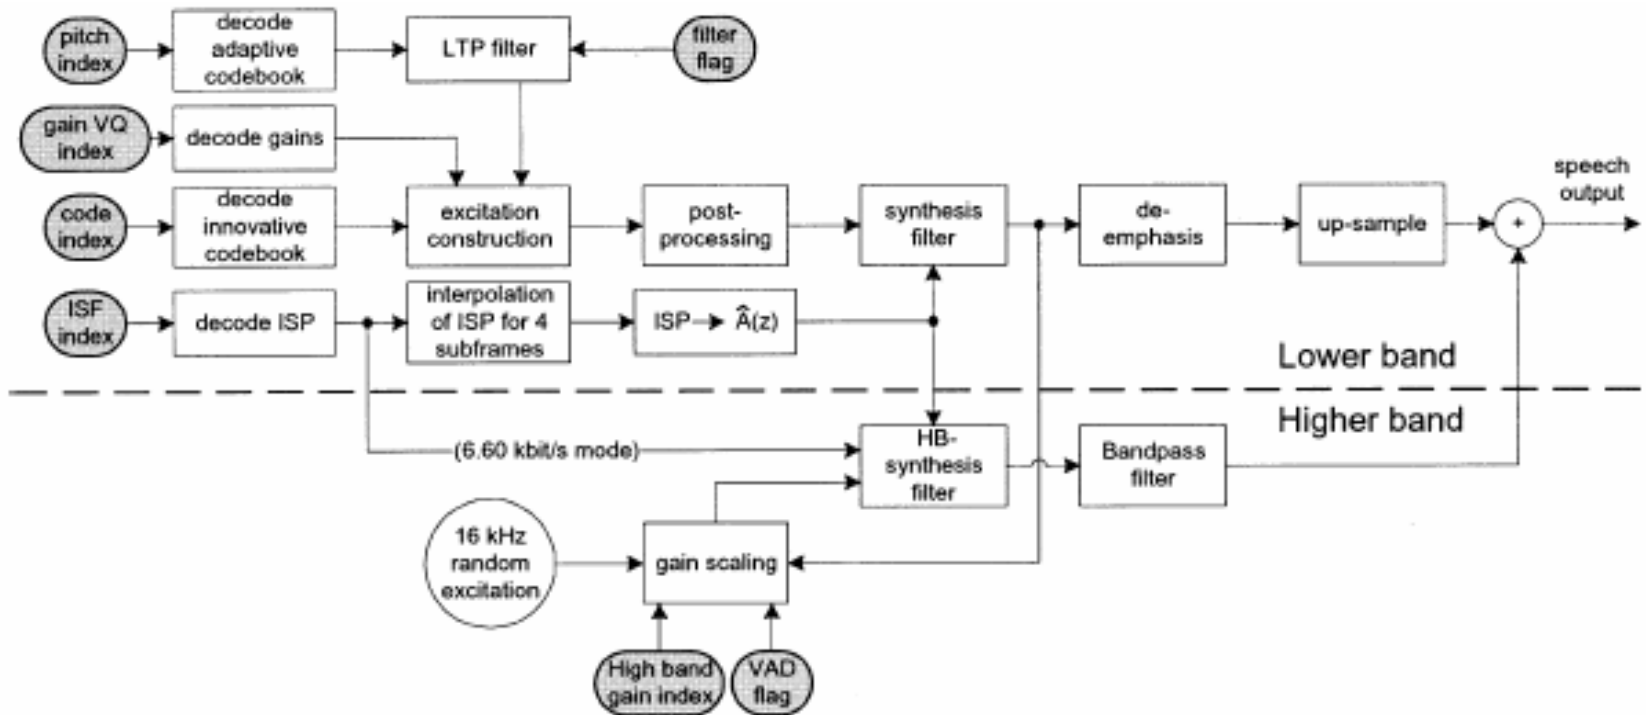 pitch
index
decode
adaptive
codebook
LTP filter
filter
flag
gain VQ
index
decode gains
code
index
decode
innovative
codebook
excitation
construction
post-
processing
synthesis
filter
de-
emphasis
up-sample
+
speech
output
ISF
index
decode ISP
interpolation
of ISP for 4
subframes
ISP → Â(z)
Lower band
Higher band
(6.60 kbit/s mode)
HB-
synthesis
filter
Bandpass
filter
16 kHz
random
excitation
gain scaling
High band
gain index
VAD
flag